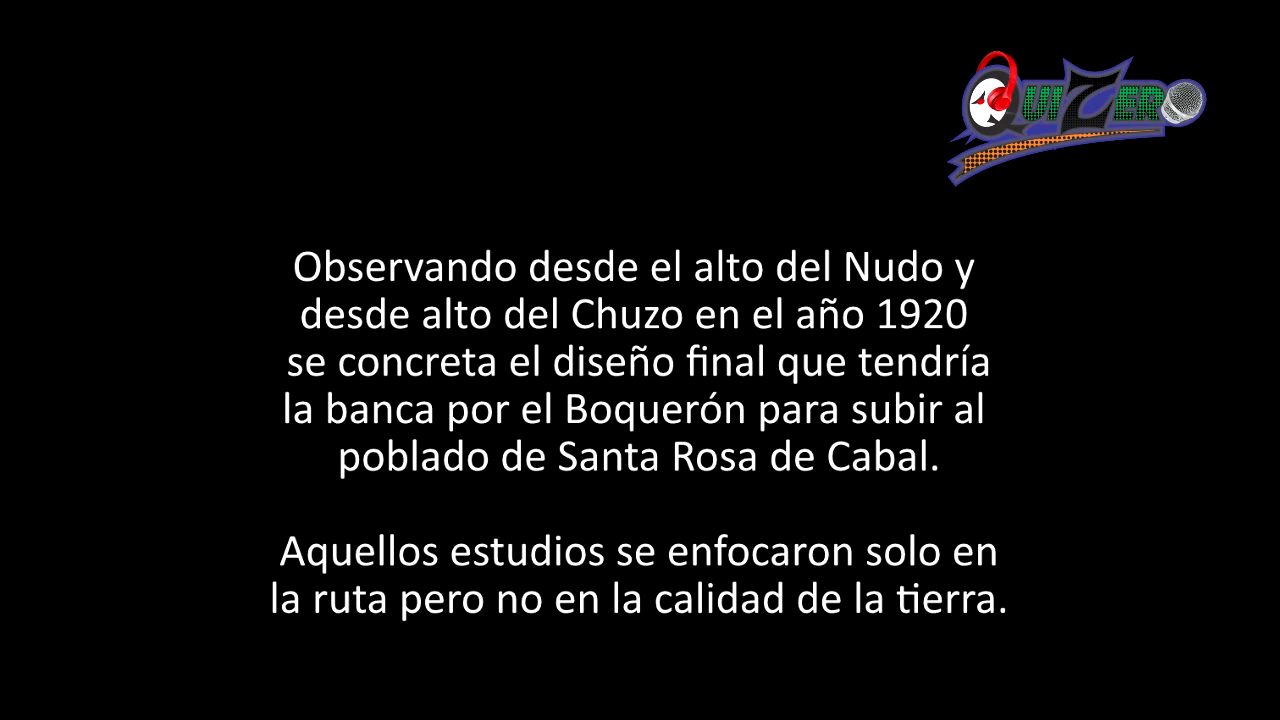 QUIZER
Observando desde el alto del Nudo y
desde alto del Chuzo en el año 1920
se concreta el diseño final que tendría
la banca por el Boquerón para subir al
poblado de Santa Rosa de Cabal.
Aquellos estudios se enfocaron solo en
la ruta pero no en la calidad de la tierra.